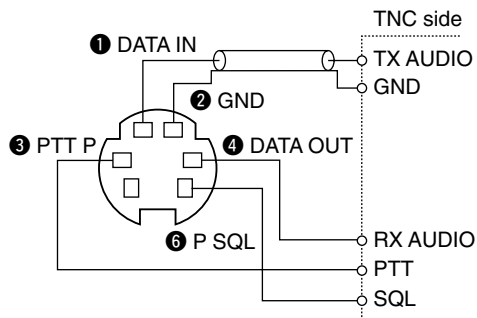 TNC side
❶ DATA IN
TX AUDIO
GND
❷ GND
❸ PTT P
❹ DATA OUT
❻ P SQL
RX AUDIO
PTT
SQL